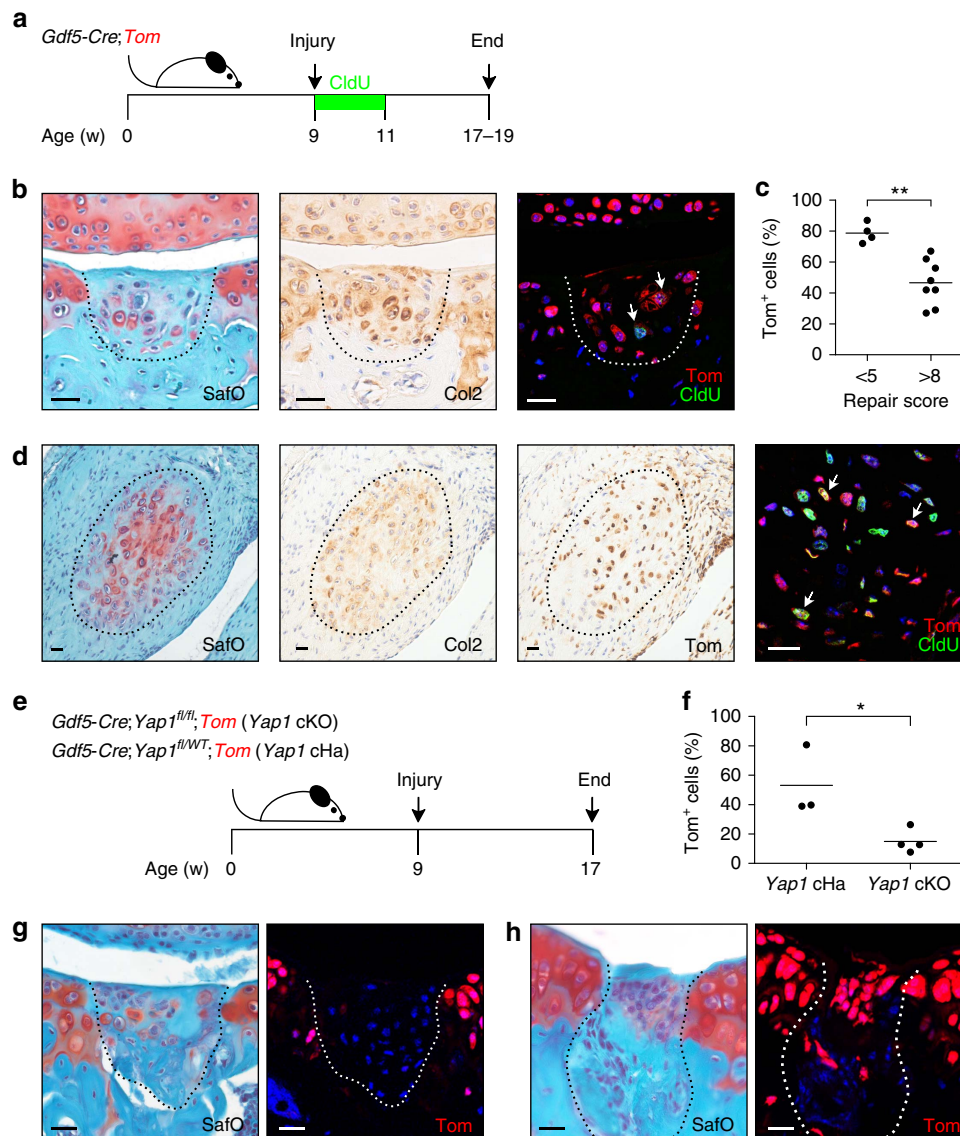 a
Gdf5-Cre;Tom
Injury
End
CldU
Age (w)
0
9
11
17–19
b
SafO
Col2
Tom
CldU
c
**
Tom+ cells (%)
80
60
40
20
0
<5
>8
Repair score
d
SafO
Col2
Tom
Tom
CldU
e
Gdf5-Cre;Yap1fl/fl;Tom (Yap1 cKO)
Gdf5-Cre;Yap1fl/WT;Tom (Yap1 cHa)
Injury
End
Age (w)
0
9
17
f
*
Tom+ cells (%)
100
80
60
40
20
0
Yap1 cHa
Yap1 cKO
g
SafO
Tom
h
SafO
Tom